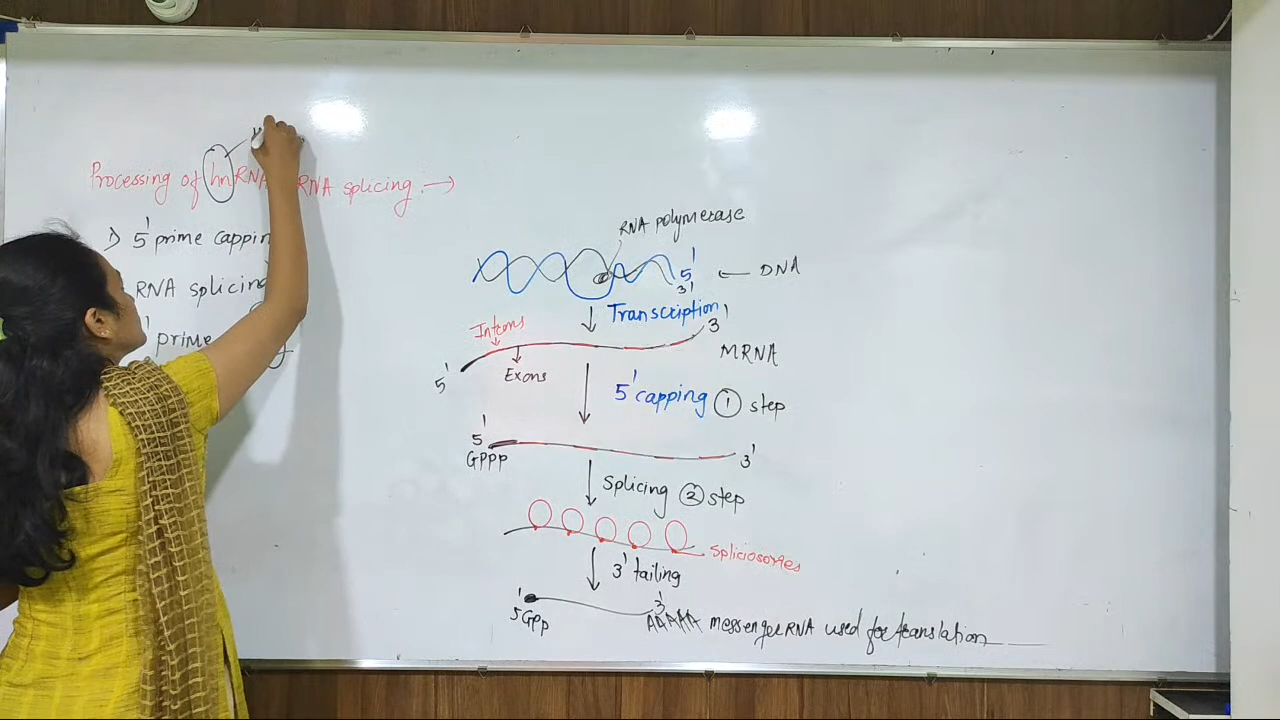 Processing of hnRNA RNA splicing →
1) 5' prime cappin
RNA splicing
' prime
RNA polymerase
5'
3'
← DNA
Transcription
Introns
3'
5'
Exons
MRNA
5' capping ① step
5'
GPPP
3'
Splicing ② step
Spliciosomes
3' tailing
5'GPP
3'
AAAAA messenger RNA used for translation